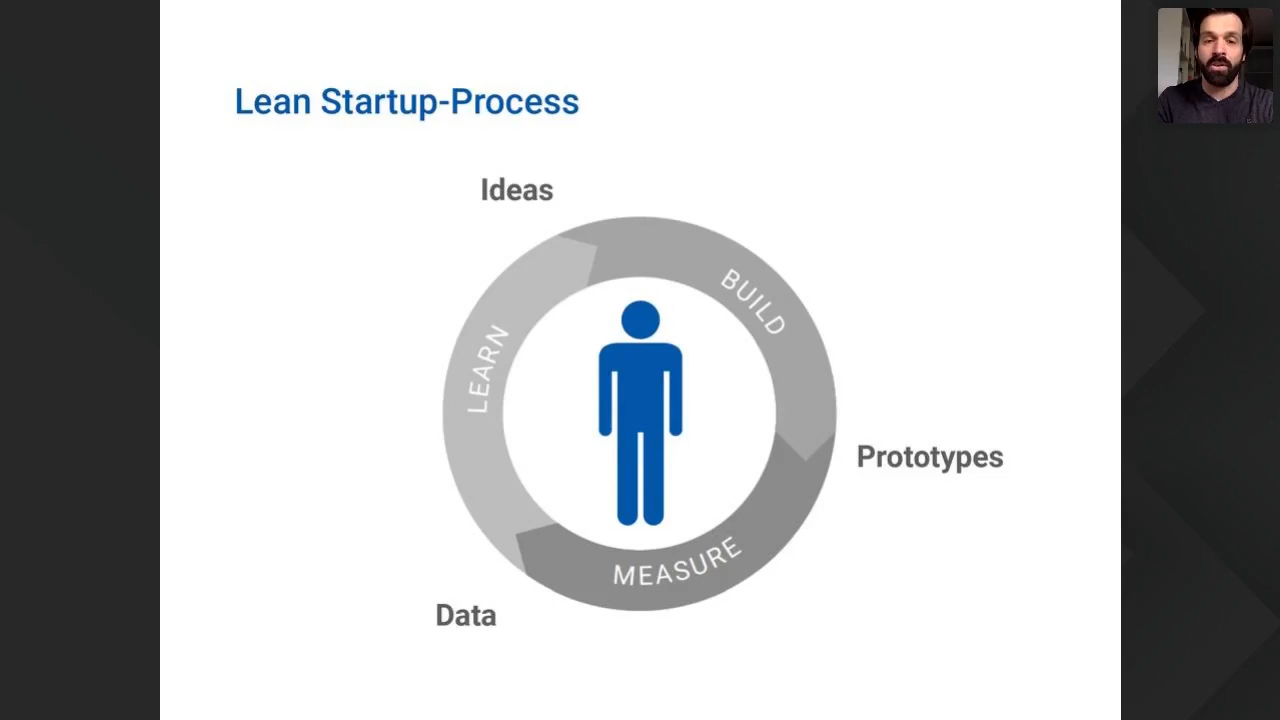 Lean Startup-Process
Ideas
BUILD
LEARN
Prototypes
MEASURE
Data